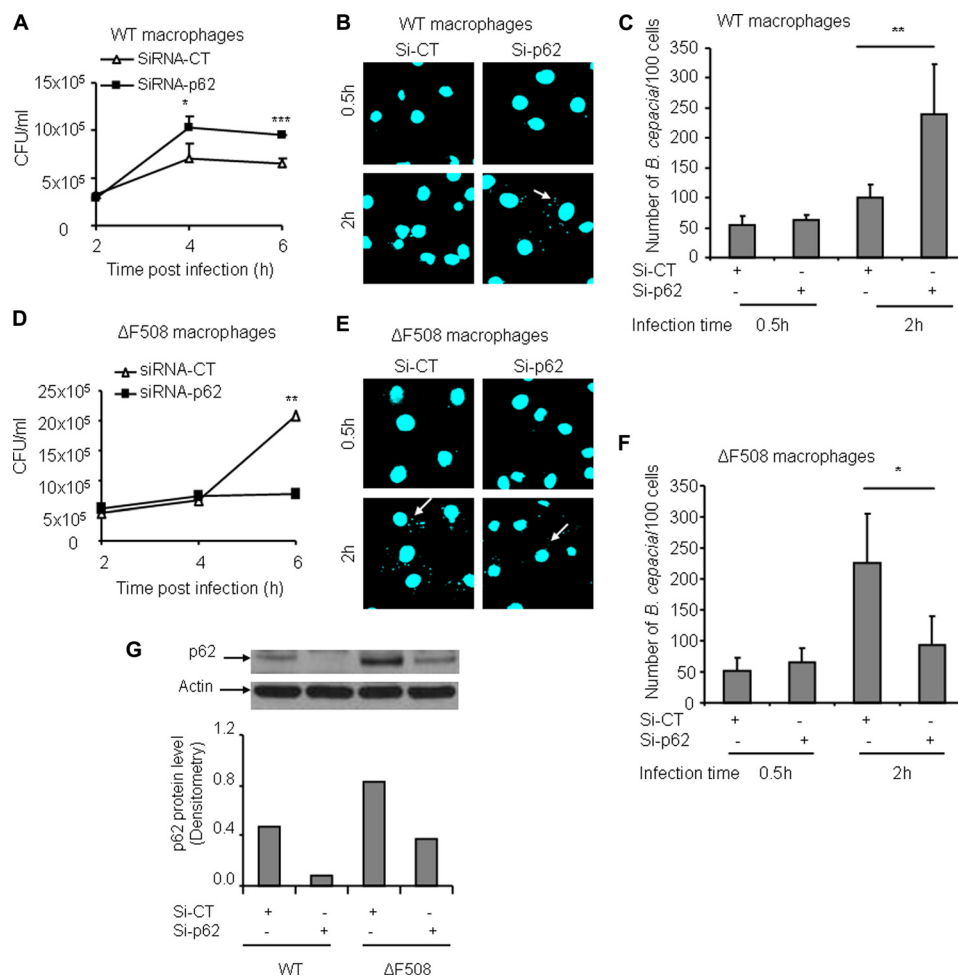 A
WT macrophages
SiRNA-CT
SiRNA-p62
15x10⁵
10x10⁵
5x10⁵
0
CFU/ml
*
***
2 4 6
Time post infection (h)
B
WT macrophages
Si-CT Si-p62
0.5h
2h
C
WT macrophages
**
350
300
250
200
150
100
50
0
Number of B. cepacia/100 cells
Si-CT + - + -
Si-p62 - + - +
Infection time 0.5h 2h
D
ΔF508 macrophages
siRNA-CT
siRNA-p62
25x10⁵
20x10⁵
15x10⁵
10x10⁵
5x10⁵
0
CFU/ml
**
2 4 6
Time post infection (h)
E
ΔF508 macrophages
Si-CT Si-p62
0.5h
2h
F
ΔF508 macrophages
*
350
300
250
200
150
100
50
0
Number of B. cepacia/100 cells
Si-CT + - + -
Si-p62 - + - +
Infection time 0.5h 2h
G
p62
Actin
1.2
0.8
0.4
0.0
p62 protein level
(Densitometry)
Si-CT + - + -
Si-p62 - + - +
WT ΔF508